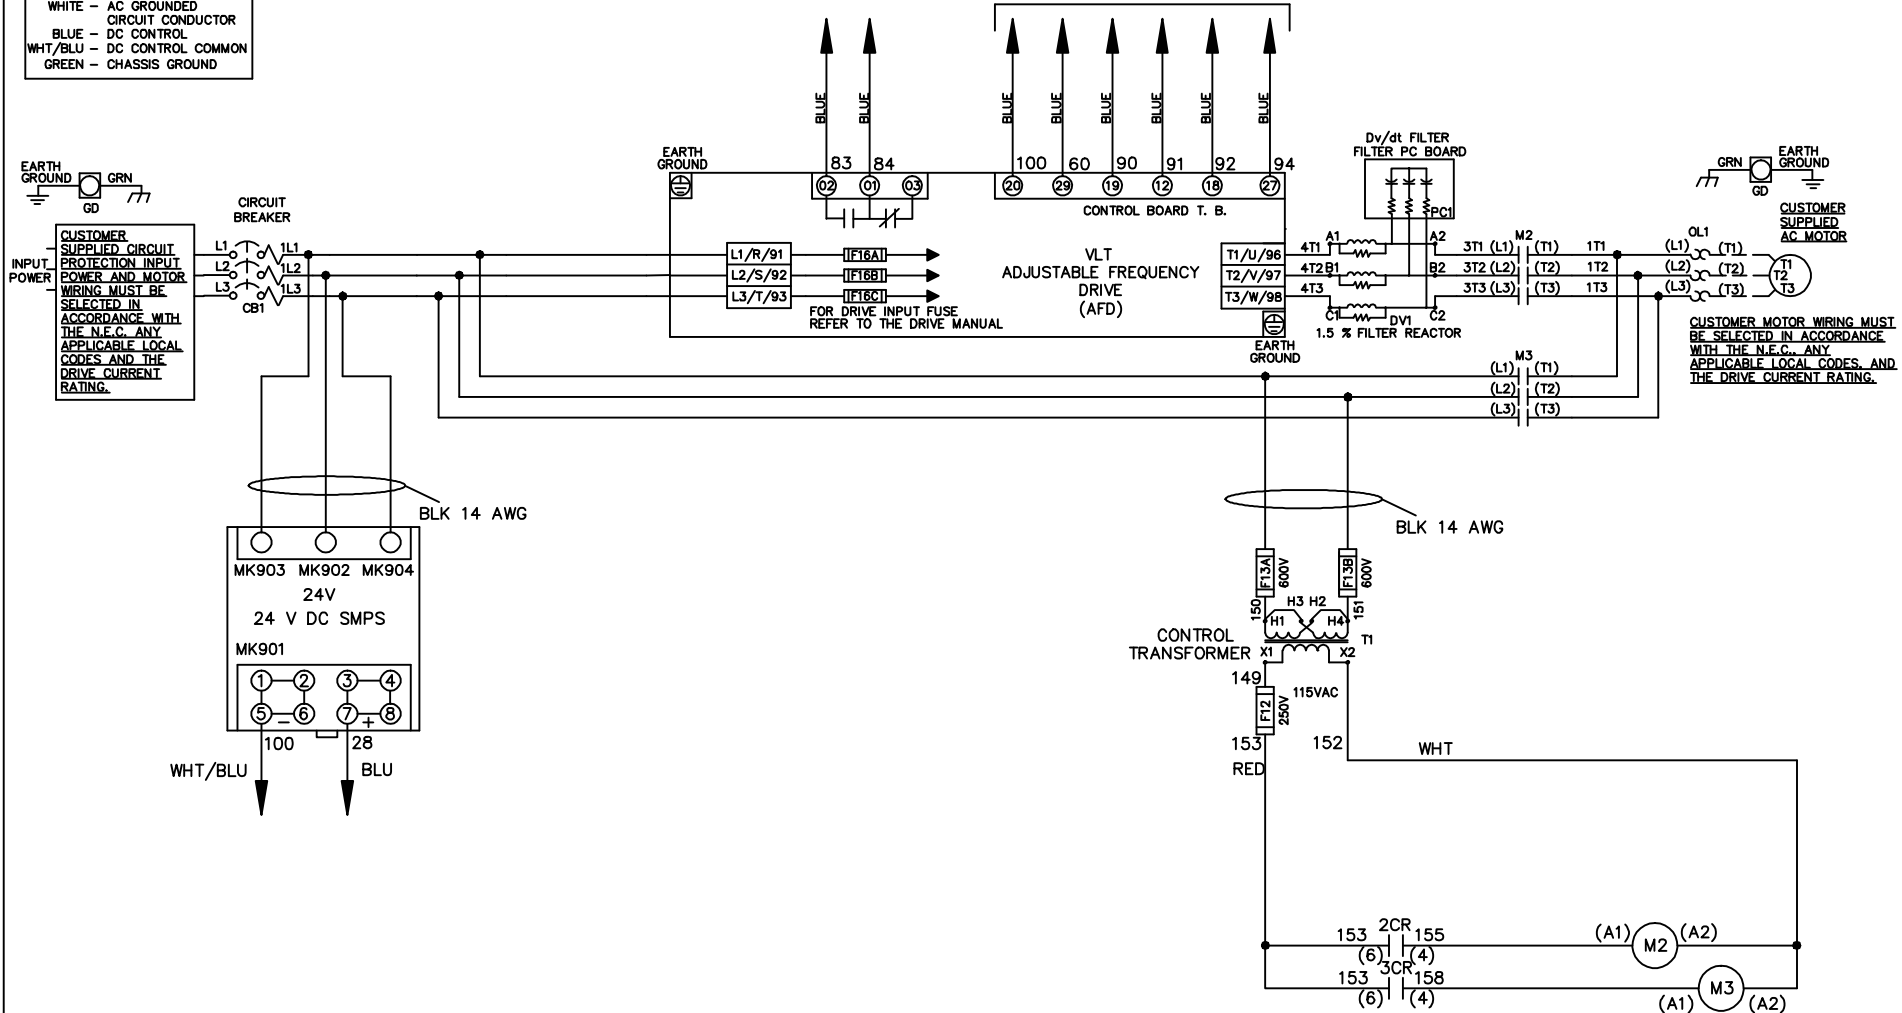 WHITE – AC GROUNDED
CIRCUIT CONDUCTOR
BLUE – DC CONTROL
WHT/BLU – DC CONTROL COMMON
GREEN – CHASSIS GROUND
BLUE
BLUE
BLUE
BLUE
BLUE
BLUE
BLUE
BLUE
EARTH
GROUND
GRN
GD
EARTH
GROUND
83
84
02
01
03
100
60
90
91
92
94
20
29
19
12
18
27
CONTROL BOARD T. B.
Dv/dt FILTER
FILTER PC BOARD
PC1
GRN
EARTH
GROUND
GD
CUSTOMER
SUPPLIED
AC MOTOR
INPUT
POWER
CUSTOMER
SUPPLIED CIRCUIT
PROTECTION INPUT
POWER AND MOTOR
WIRING MUST BE
SELECTED IN
ACCORDANCE WITH
THE N.E.C. ANY
APPLICABLE LOCAL
CODES AND THE
DRIVE CURRENT
RATING.
CIRCUIT
BREAKER
L1
1L1
L2
1L2
L3
1L3
CB1
L1/R/91
F16A
L2/S/92
F16B
L3/T/93
F16C
FOR DRIVE INPUT FUSE
REFER TO THE DRIVE MANUAL
VLT
ADJUSTABLE FREQUENCY
DRIVE
(AFD)
T1/U/96
T2/V/97
T3/W/98
EARTH
GROUND
4T1
A1
A2
4T2
B1
B2
4T3
C1
C2
DV1
1.5 % FILTER REACTOR
M2
3T1 (L1) (T1) 1T1
3T2 (L2) (T2) 1T2
3T3 (L3) (T3) 1T3
OL1
(L1) (T1)
(L2) (T2)
(L3) (T3)
T1
T2
T3
CUSTOMER MOTOR WIRING MUST
BE SELECTED IN ACCORDANCE
WITH THE N.E.C.. ANY
APPLICABLE LOCAL CODES. AND
THE DRIVE CURRENT RATING.
M3
(L1) (T1)
(L2) (T2)
(L3) (T3)
BLK 14 AWG
MK903 MK902 MK904
24V
24 V DC SMPS
MK901
1 2 3 4
5 – 6 7 + 8
100
28
WHT/BLU
BLU
BLK 14 AWG
F13A
600V
F13B
600V
150
151
H3 H2
H1
H4
T1
CONTROL
TRANSFORMER
X1
X2
149
115VAC
F12
250V
153
152
RED
WHT
2CR
153 155
(6) (4)
(A1) M2 (A2)
3CR
153 158
(6) (4)
(A1) M3 (A2)